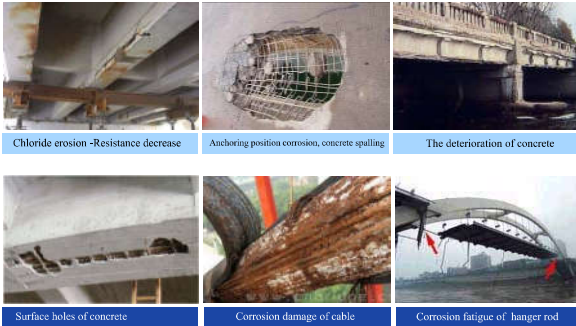 Chloride erosion -Resistance decrease
Anchoring position corrosion, concrete spalling
The deterioration of concrete
Surface holes of concrete
Corrosion damage of cable
Corrosion fatigue of hanger rod